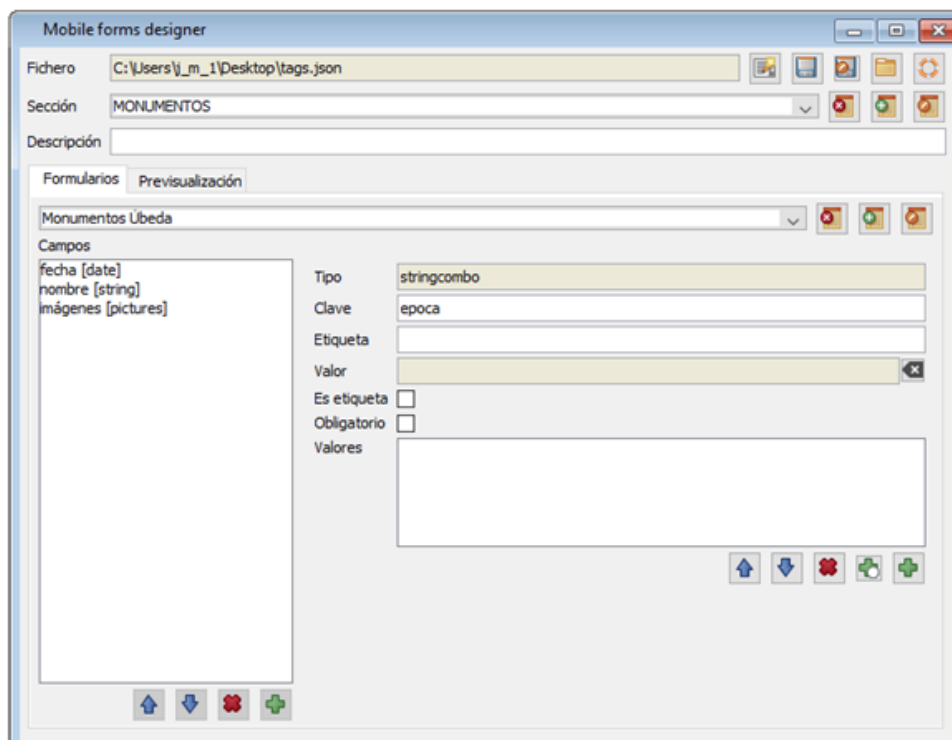 Mobile forms designer
Fichero C:\Users\j_m_1\Desktop\tags.json
Sección MONUMENTOS
Descripción
Formularios Previsualización
Monumentos Úbeda
Campos
fecha [date]
nombre [string]
imágenes [pictures]
Tipo stringcombo
Clave epoca
Etiqueta
Valor
Es etiqueta
Obligatorio
Valores